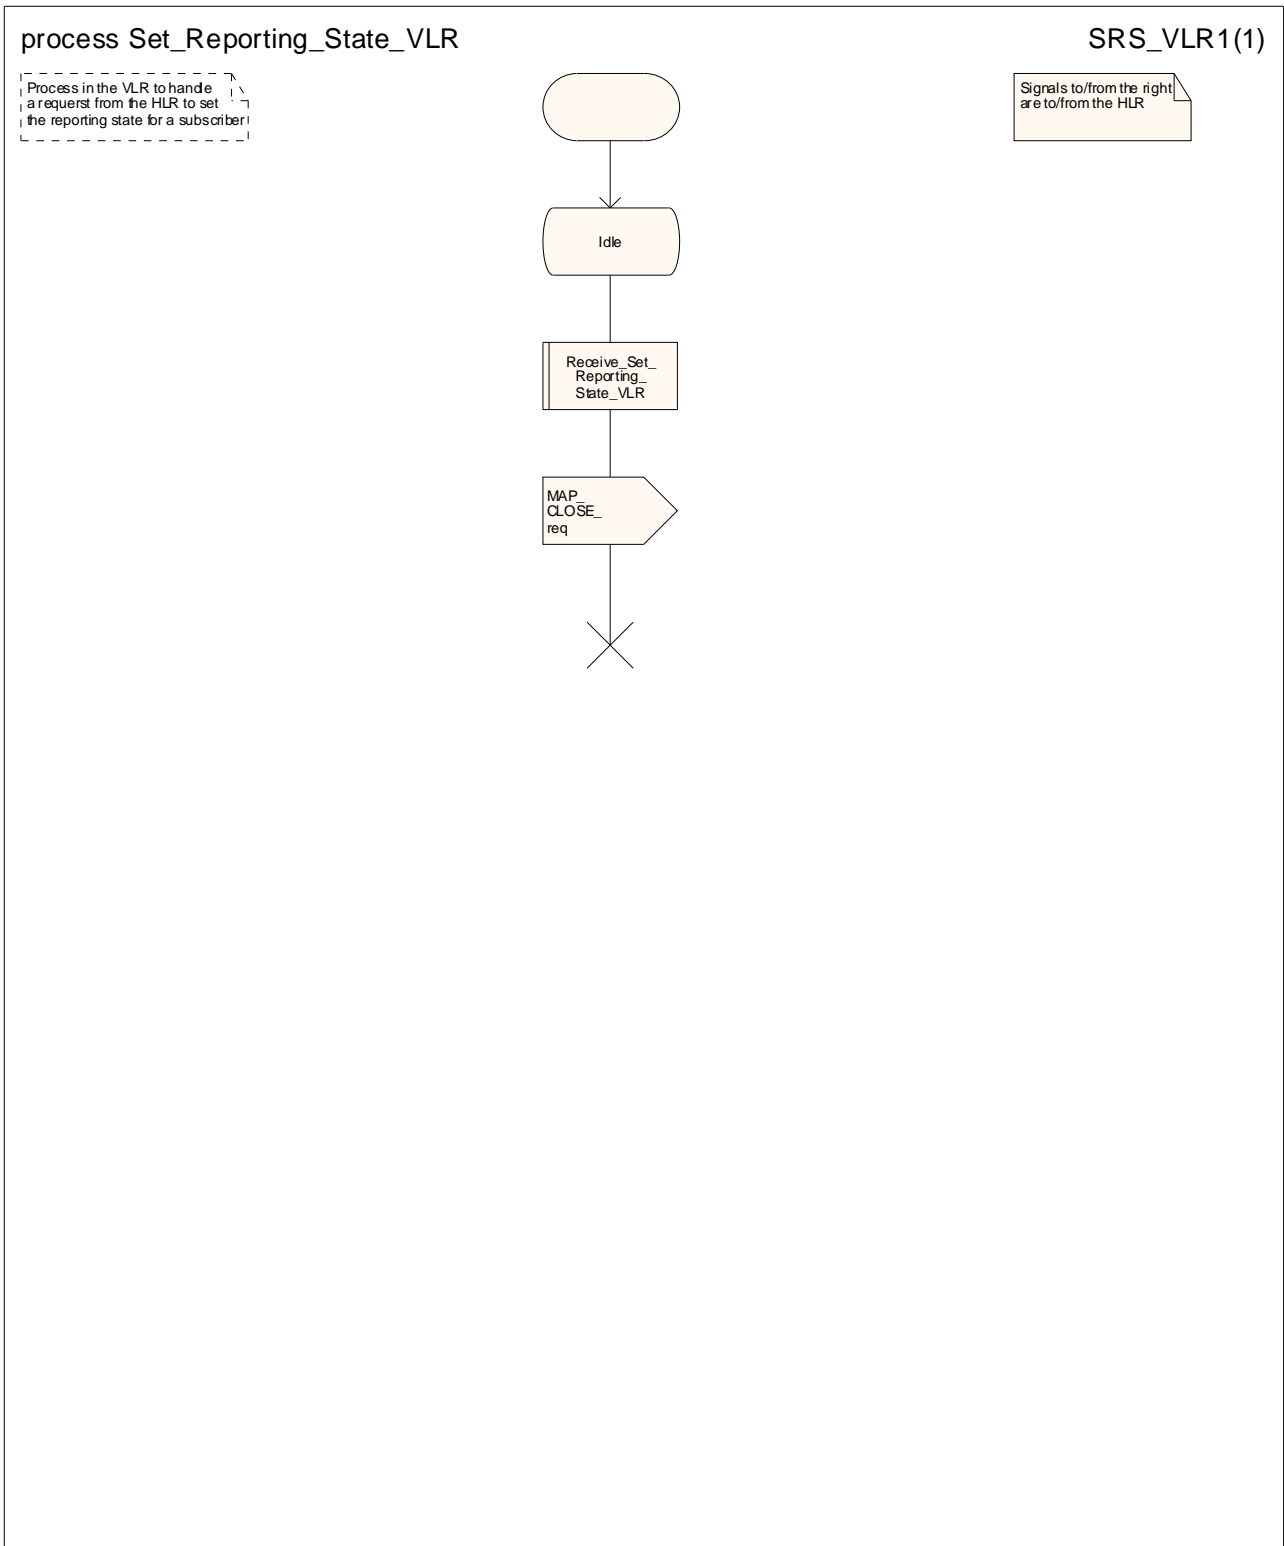 process Set_Reporting_State_VLR
SRS_VLR1(1)
Process in the VLR to handle
a requerst from the HLR to set
the reporting state for a subscriber
Signals to/from the right
are to/from the HLR
Idle
Receive_Set_
Reporting_
State_VLR
MAP_
CLOSE_
req